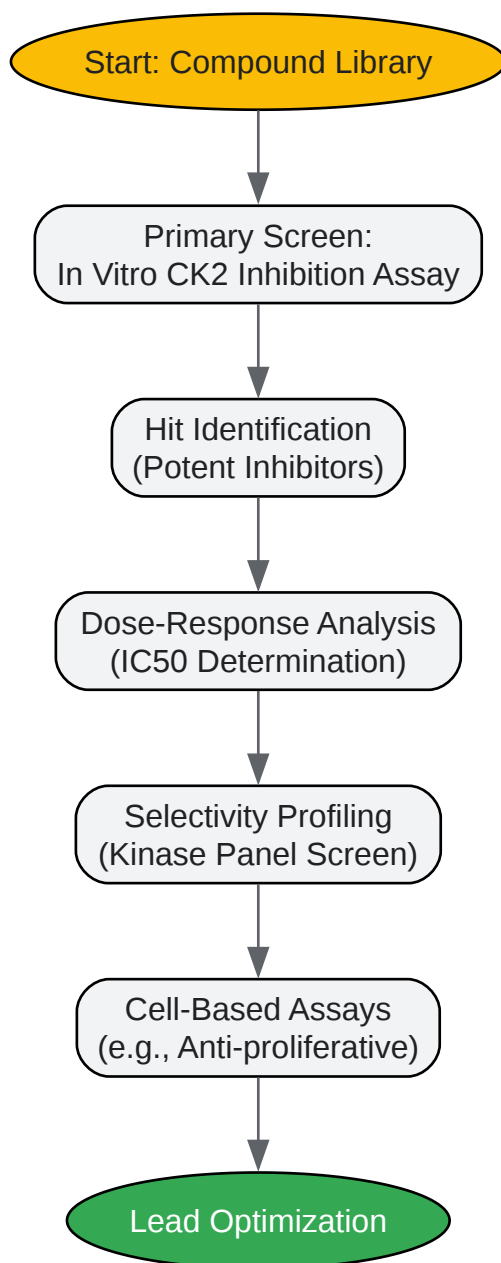 Start: Compound Library
Primary Screen:
In Vitro CK2 Inhibition Assay
Hit Identification
(Potent Inhibitors)
Dose-Response Analysis
(IC50 Determination)
Selectivity Profiling
(Kinase Panel Screen)
Cell-Based Assays
(e.g., Anti-proliferative)
Lead Optimization